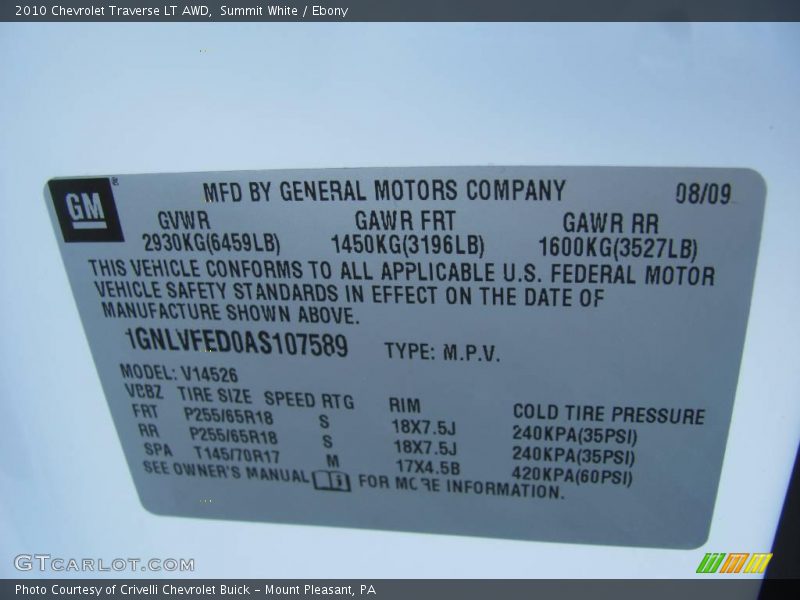 2010 Chevrolet Traverse LT AWD, Summit White / Ebony
GM ®
MFD BY GENERAL MOTORS COMPANY 08/09
GVWR GAWR FRT GAWR RR
2930KG(6459LB) 1450KG(3196LB) 1600KG(3527LB)
THIS VEHICLE CONFORMS TO ALL APPLICABLE U.S. FEDERAL MOTOR
VEHICLE SAFETY STANDARDS IN EFFECT ON THE DATE OF
MANUFACTURE SHOWN ABOVE.
1GNLVFED0AS107589 TYPE: M.P.V.
MODEL: V14526
VBBZ TIRE SIZE SPEED RTG RIM COLD TIRE PRESSURE
FRT P255/65R18 S 18X7.5J 240KPA(35PSI)
RR P255/65R18 S 18X7.5J 240KPA(35PSI)
SPA T145/70R17 M 17X4.5B 420KPA(60PSI)
SEE OWNER'S MANUAL FOR MORE INFORMATION.
GTCARLOT.COM
Photo Courtesy of Crivelli Chevrolet Buick - Mount Pleasant, PA